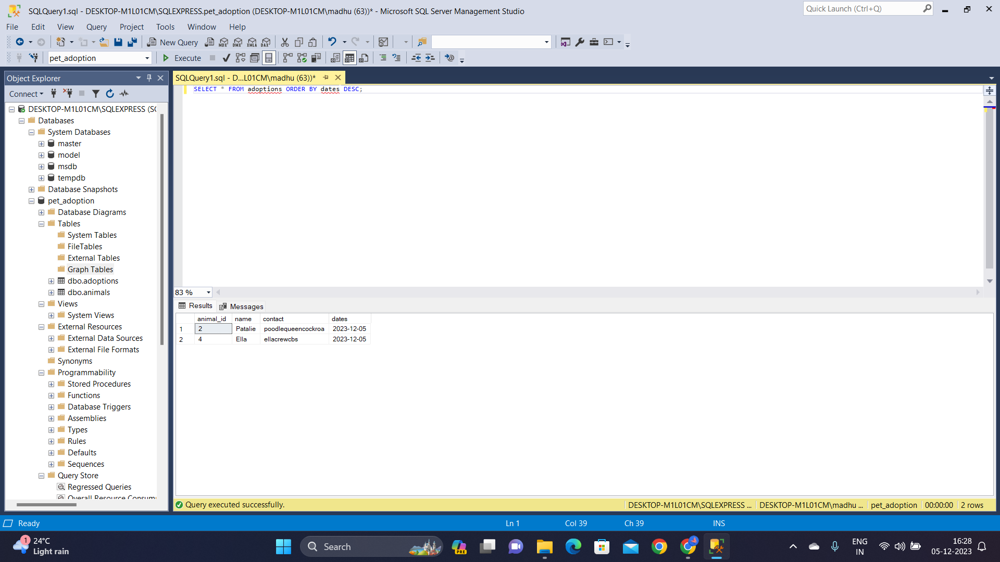 SQLQuery1.sql - DESKTOP-M1L01CM\SQLEXPRESS.pet_adoption (DESKTOP-M1L01CM\madhu (63))* - Microsoft SQL Server Management Studio
Quick Launch (Ctrl+Q)
File Edit View Query Project Tools Window Help
New Query
MDX DMX XMLA DAX
pet_adoption
Execute
Object Explorer
SQLQuery1.sql - D...L01CM\madhu (63))*
Connect
SELECT * FROM adoptions ORDER BY dates DESC;
DESKTOP-M1L01CM\SQLEXPRESS (SQ
Databases
System Databases
master
model
msdb
tempdb
Database Snapshots
pet_adoption
Database Diagrams
Tables
System Tables
FileTables
External Tables
Graph Tables
dbo.adoptions
dbo.animals
Views
System Views
External Resources
External Data Sources
External File Formats
Synonyms
Programmability
Stored Procedures
Functions
Database Triggers
Assemblies
Types
Rules
Defaults
Sequences
Query Store
Regressed Queries
Overall Resource Consum
83 %
Results Messages
animal_id name contact dates
1 2 Patalie poodlequeencockroa 2023-12-05
2 4 Ella ellacrewcbs 2023-12-05
Query executed successfully.
DESKTOP-M1L01CM\SQLEXPRESS ... DESKTOP-M1L01CM\madhu ... pet_adoption 00:00:00 2 rows
Ready Ln 1 Col 39 Ch 39 INS
1
24°C
Light rain
Search
PRE
ENG
IN
16:28
05-12-2023